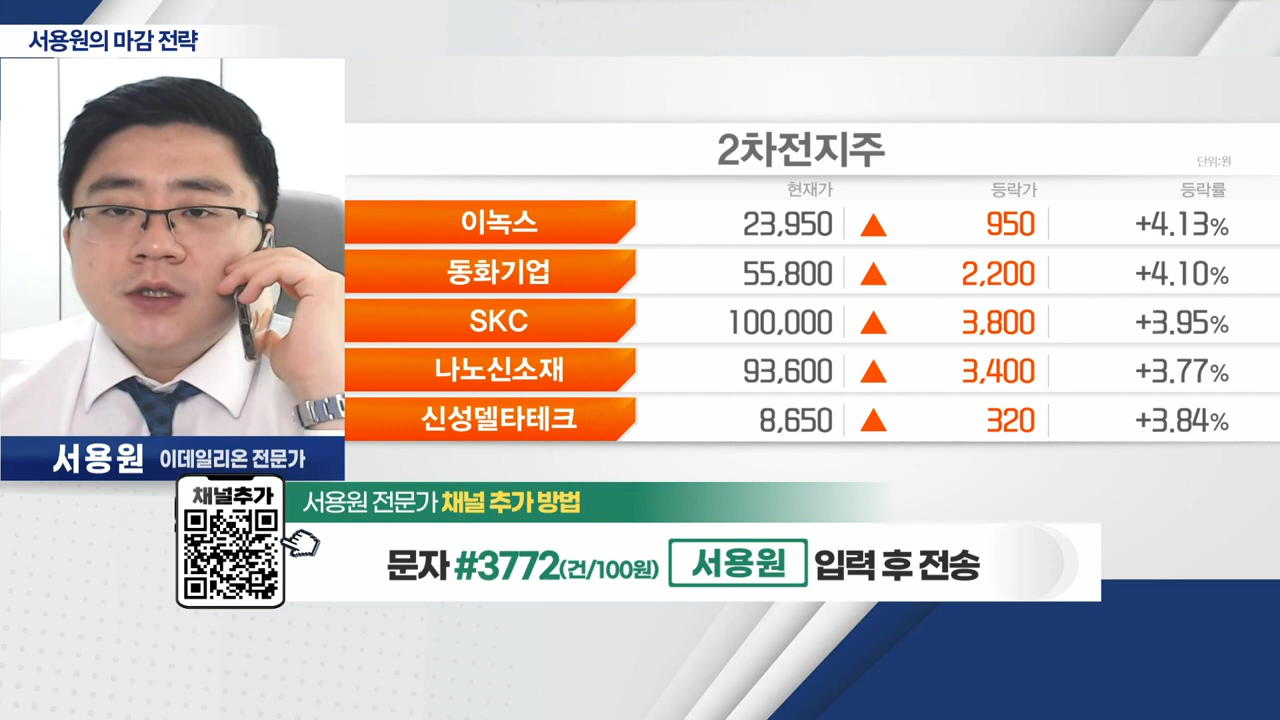 서용원의 마감 전략
2차전지주
단위:원
현재가 등락가 등락률
이녹스 23,950 ▲ 950 +4.13%
동화기업 55,800 ▲ 2,200 +4.10%
SKC 100,000 ▲ 3,800 +3.95%
나노신소재 93,600 ▲ 3,400 +3.77%
신성델타테크 8,650 ▲ 320 +3.84%
서용원 이데일리온 전문가
채널추가
서용원 전문가 채널 추가 방법
문자 #3772(건/100원) 서용원 입력 후 전송